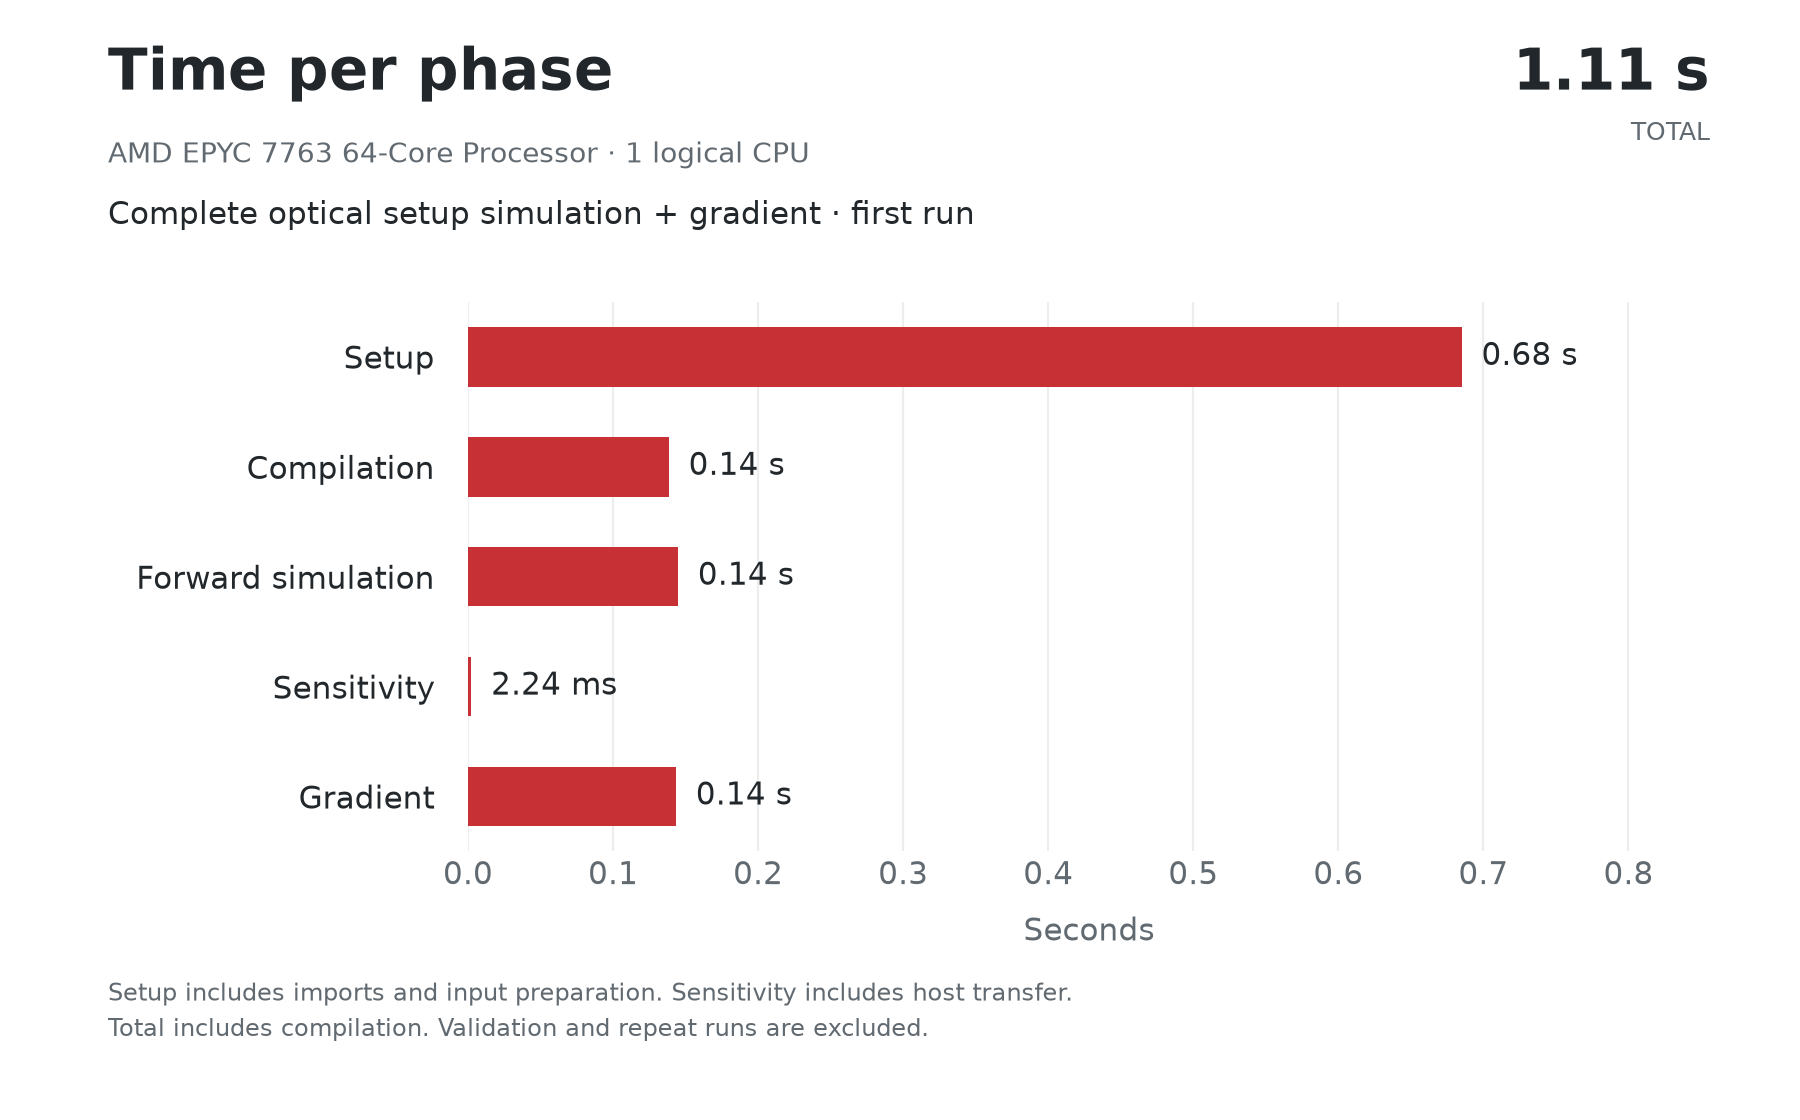 Time per phase
1.11 s
TOTAL
AMD EPYC 7763 64-Core Processor · 1 logical CPU
Complete optical setup simulation + gradient · first run
Setup
0.68 s
Compilation
0.14 s
Forward simulation
0.14 s
Sensitivity
2.24 ms
Gradient
0.14 s
0.0 0.1 0.2 0.3 0.4 0.5 0.6 0.7 0.8
Seconds
Setup includes imports and input preparation. Sensitivity includes host transfer.
Total includes compilation. Validation and repeat runs are excluded.